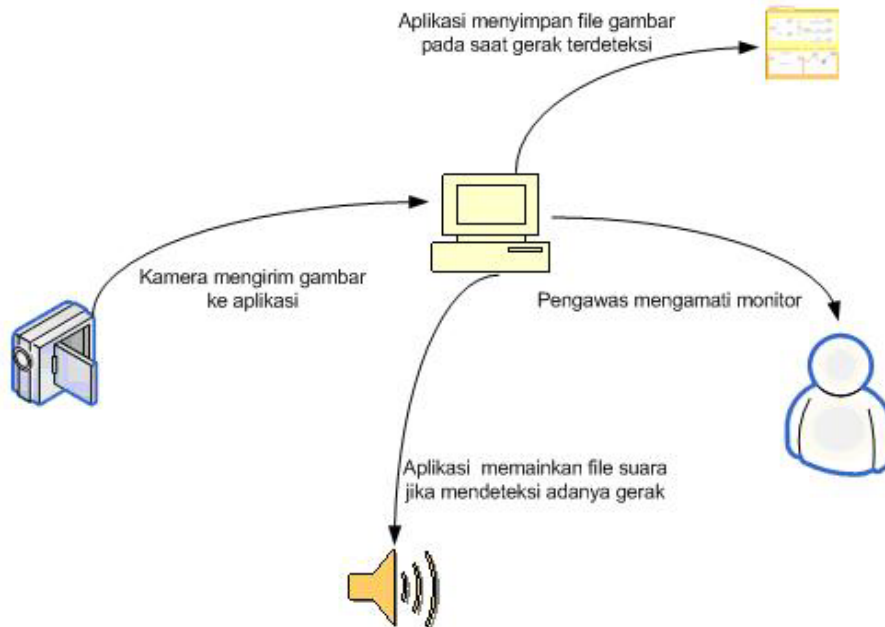 Aplikasi menyimpan file gambar
pada saat gerak terdeteksi
Kamera mengirim gambar
ke aplikasi
Pengawas mengamati monitor
Aplikasi memainkan file suara
jika mendeteksi adanya gerak